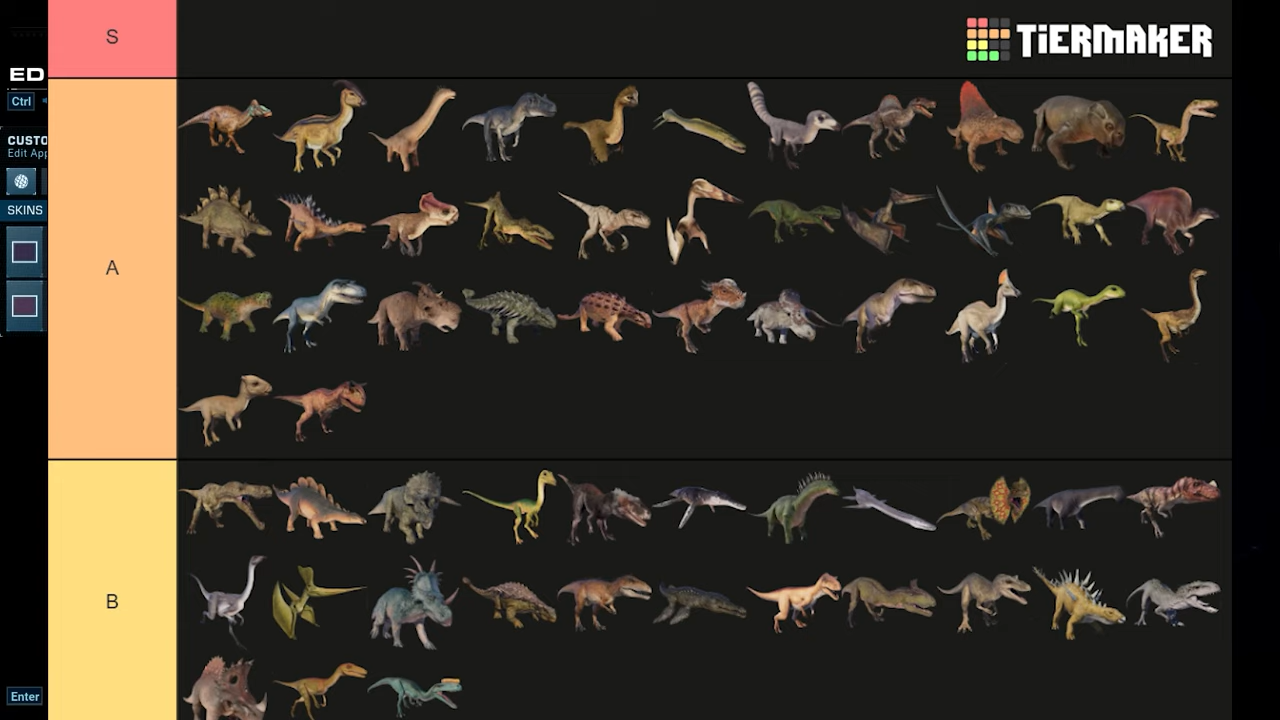 S
TiERMAKER
ED
Ctrl
CUSTO
Edit App
SKINS
A
B
Enter